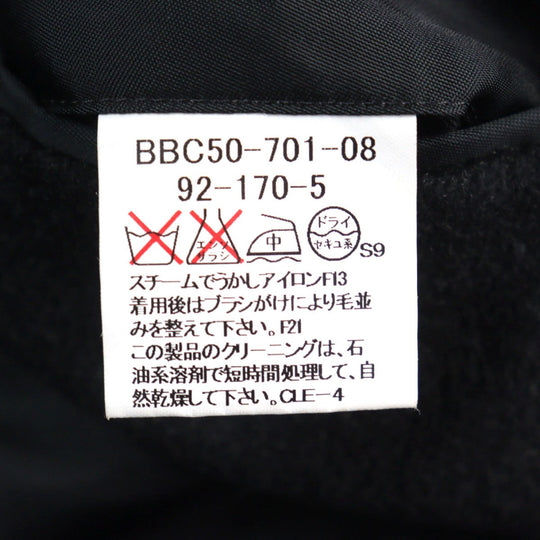 BBC50-701-08
92-170-5
エンソ
サラシ
中
ドライ
セキユ系
S9
スチームでうかしアイロンF13
着用後はブラシがけにより毛並
みを整えて下さい。F21
この製品のクリーニングは、石
油系溶剤で短時間処理して、自
然乾燥して下さい。CLE-4